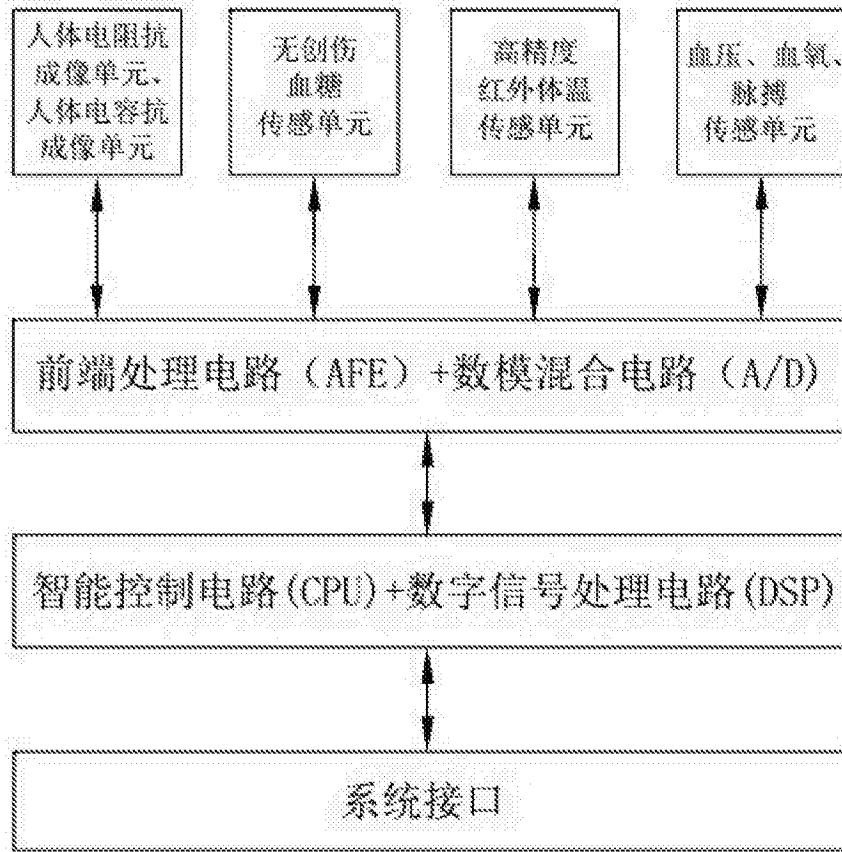 人体电阻抗
成像单元、
人体电容抗
成像单元
无创伤
血糖
传感单元
高精度
红外体温
传感单元
血压、血氧、
脉搏
传感单元
前端处理电路（AFE）+数模混合电路（A/D)
智能控制电路(CPU)+数字信号处理电路(DSP)
系统接口